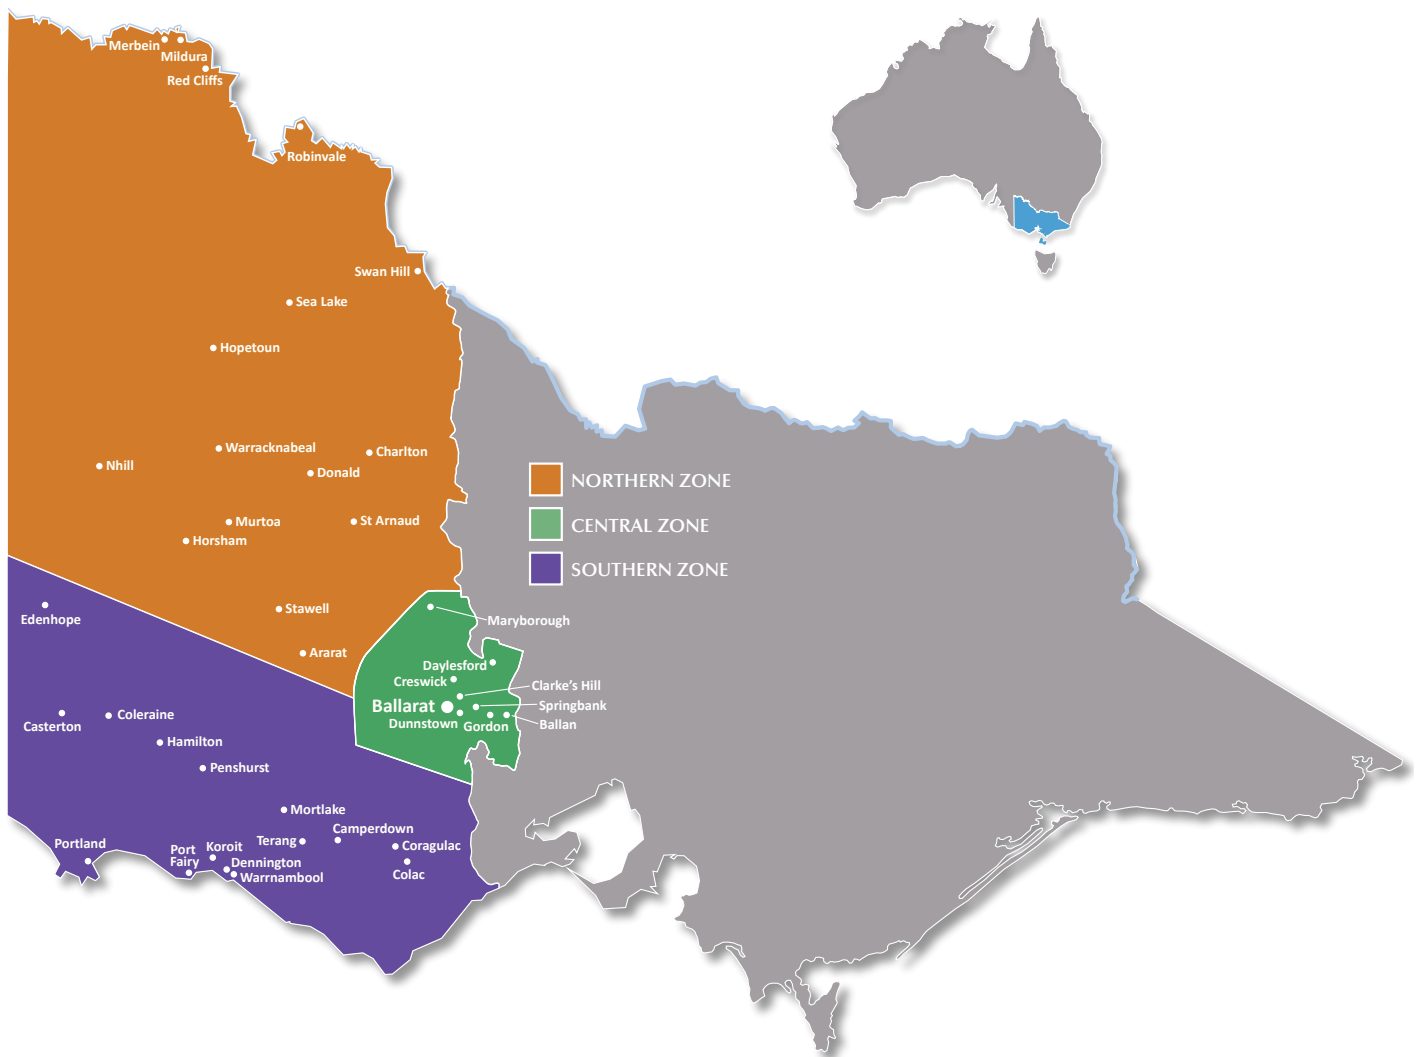 Merbein
Mildura
Red Cliffs
Robinvale
Swan Hill
Sea Lake
Hopetoun
Warracknabeal
Charlton
Nhill
Donald
NORTHERN ZONE
Murtoa
St Arnaud
CENTRAL ZONE
Horsham
SOUTHERN ZONE
Stawell
Edenhope
Maryborough
Ararat
Daylesford
Creswick
Clarke's Hill
Ballarat
Springbank
Dunnstown
Gordon
Ballan
Casterton
Coleraine
Hamilton
Penshurst
Mortlake
Camperdown
Terang
Portland
Port
Fairy
Koroit
Coragulac
Dennington
Warrnambool
Colac